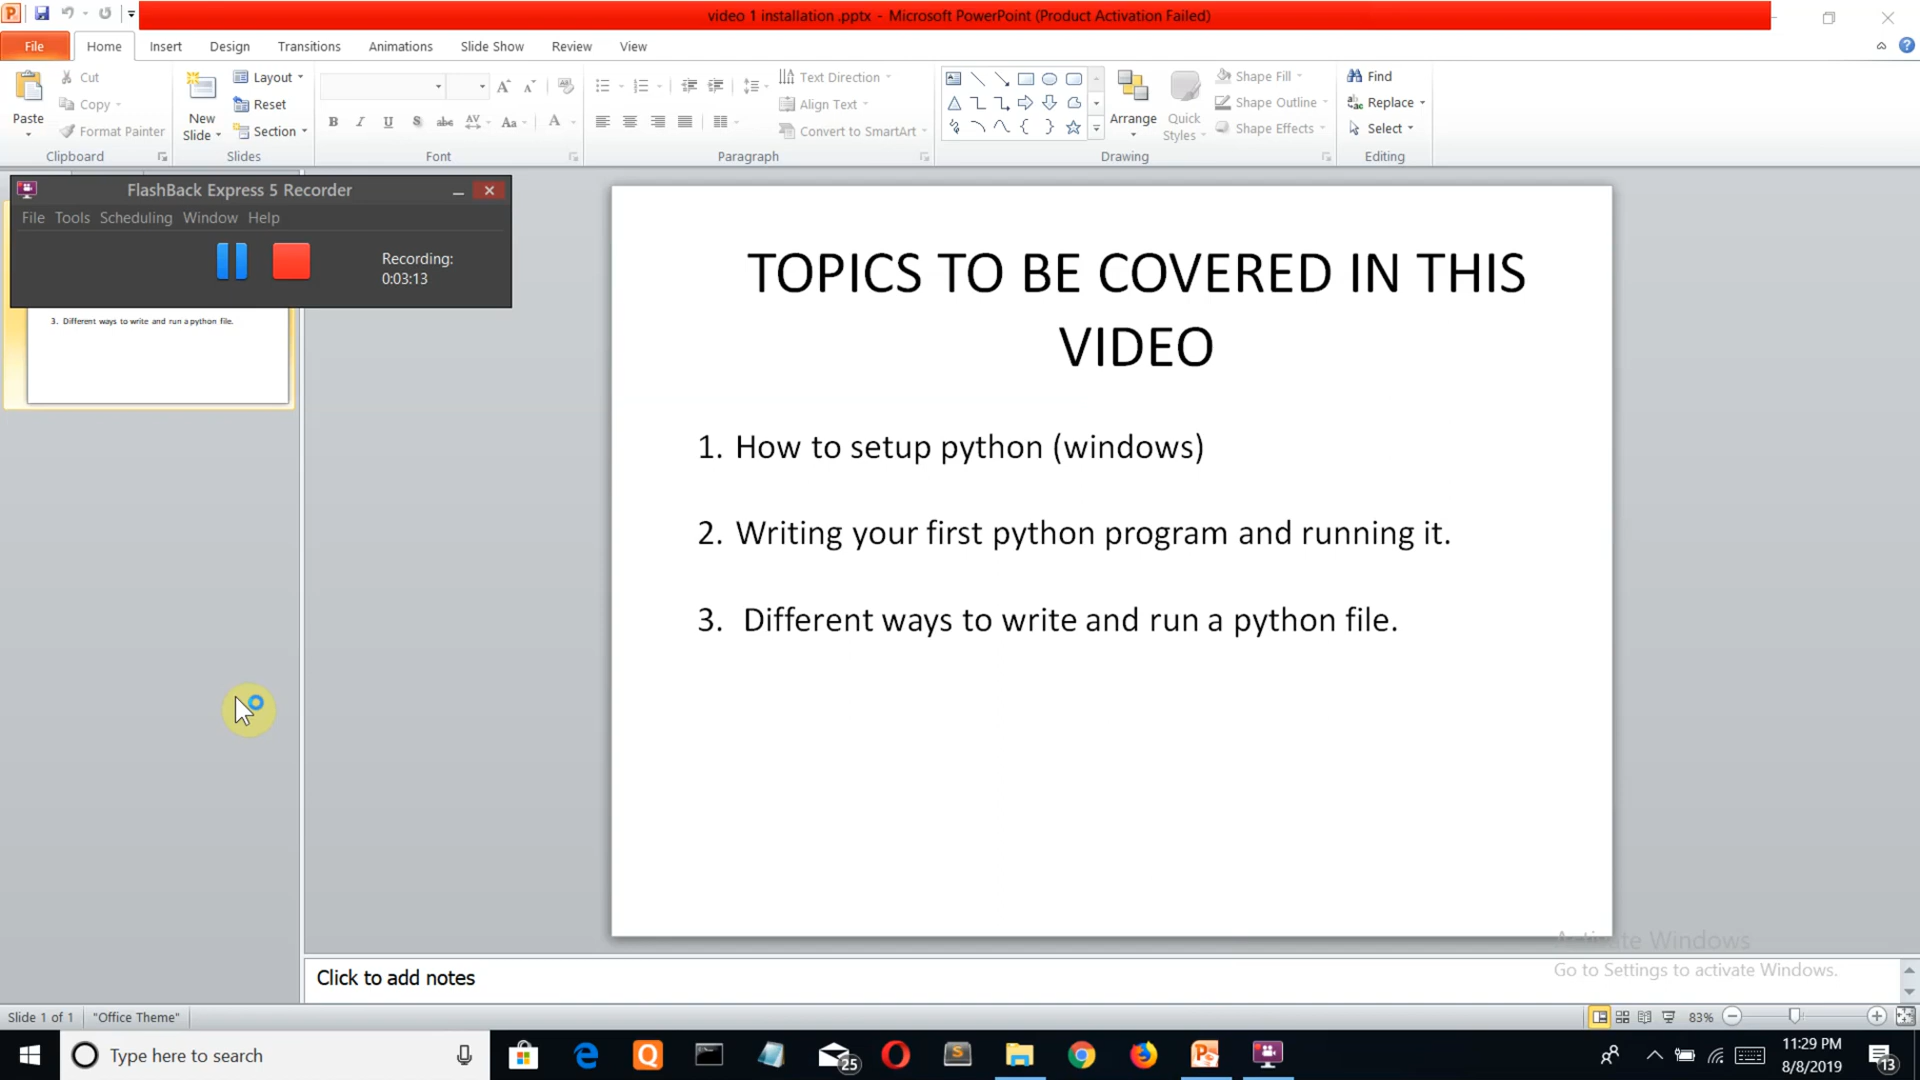 video 1 installation .pptx - Microsoft PowerPoint (Product Activation Failed)
File Home Insert Design Transitions Animations Slide Show Review View
Cut
Copy
Format Painter
Paste
Clipboard
New
Slide
Layout
Reset
Section
Slides
Font
Text Direction
Align Text
Convert to SmartArt
Paragraph
Arrange
Quick
Styles
Shape Fill
Shape Outline
Shape Effects
Drawing
Find
Replace
Select
Editing
FlashBack Express 5 Recorder
File Tools Scheduling Window Help
Recording:
0:03:13
3. Different ways to write and run a python file.
TOPICS TO BE COVERED IN THIS
VIDEO
1. How to setup python (windows)
2. Writing your first python program and running it.
3. Different ways to write and run a python file.
Activate Windows
Go to Settings to activate Windows.
Click to add notes
Slide 1 of 1 "Office Theme"
83%
Type here to search
25
11:29 PM
8/8/2019
13